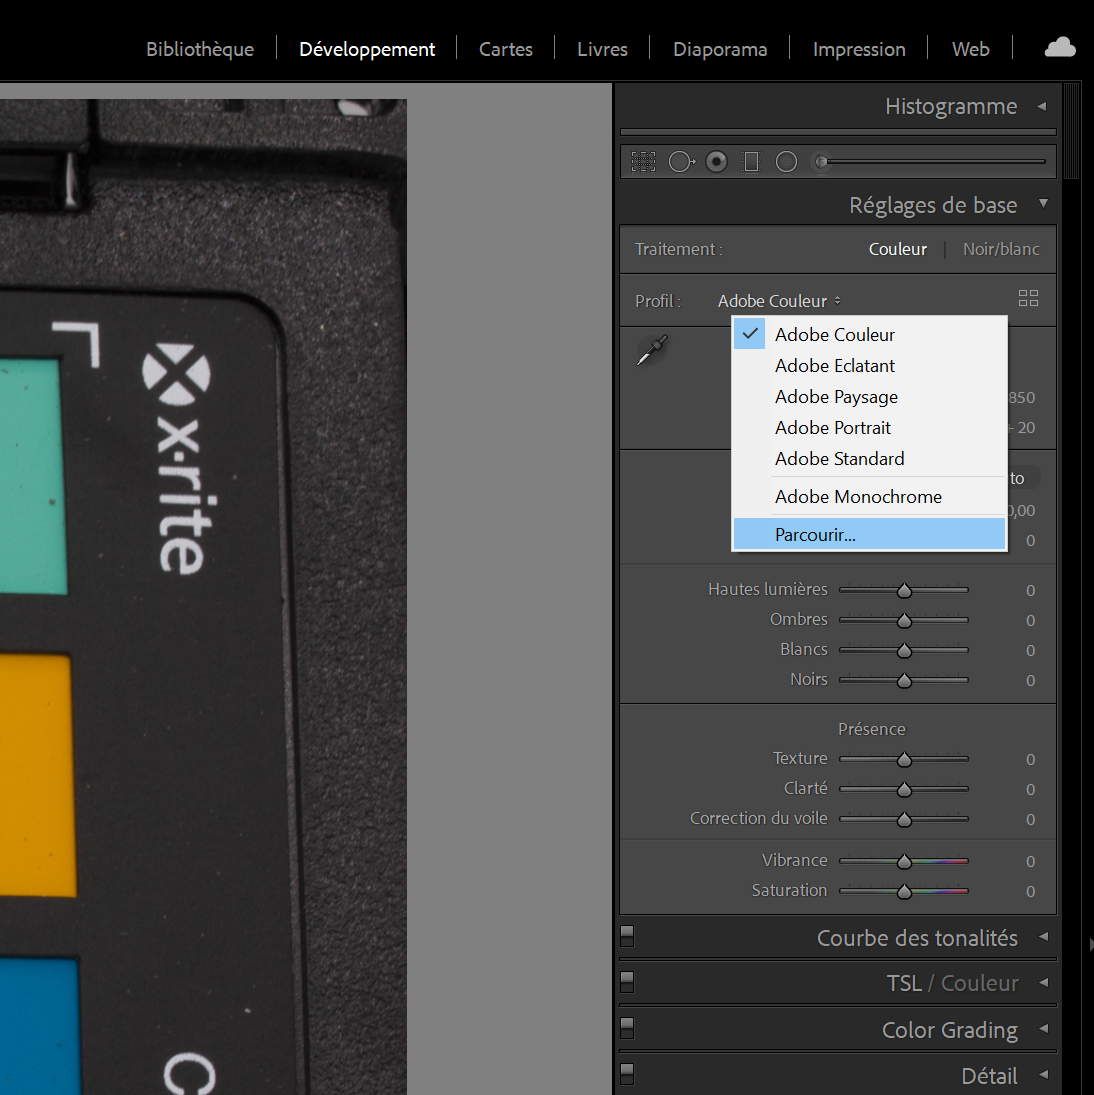 Bibliothèque
Développement
Cartes
Livres
Diaporama
Impression
Web
Histogramme
Réglages de base
Traitement :
Couleur
Noir/blanc
Profil :
Adobe Couleur
Adobe Couleur
Adobe Eclatant
Adobe Paysage
Adobe Portrait
Adobe Standard
Adobe Monochrome
Parcourir...
850
- 20
to
0,00
0
Hautes lumières 0
Ombres 0
Blancs 0
Noirs 0
Présence
Texture 0
Clarté 0
Correction du voile 0
Vibrance 0
Saturation 0
Courbe des tonalités
TSL / Couleur
Color Grading
Détail
x·rite
C